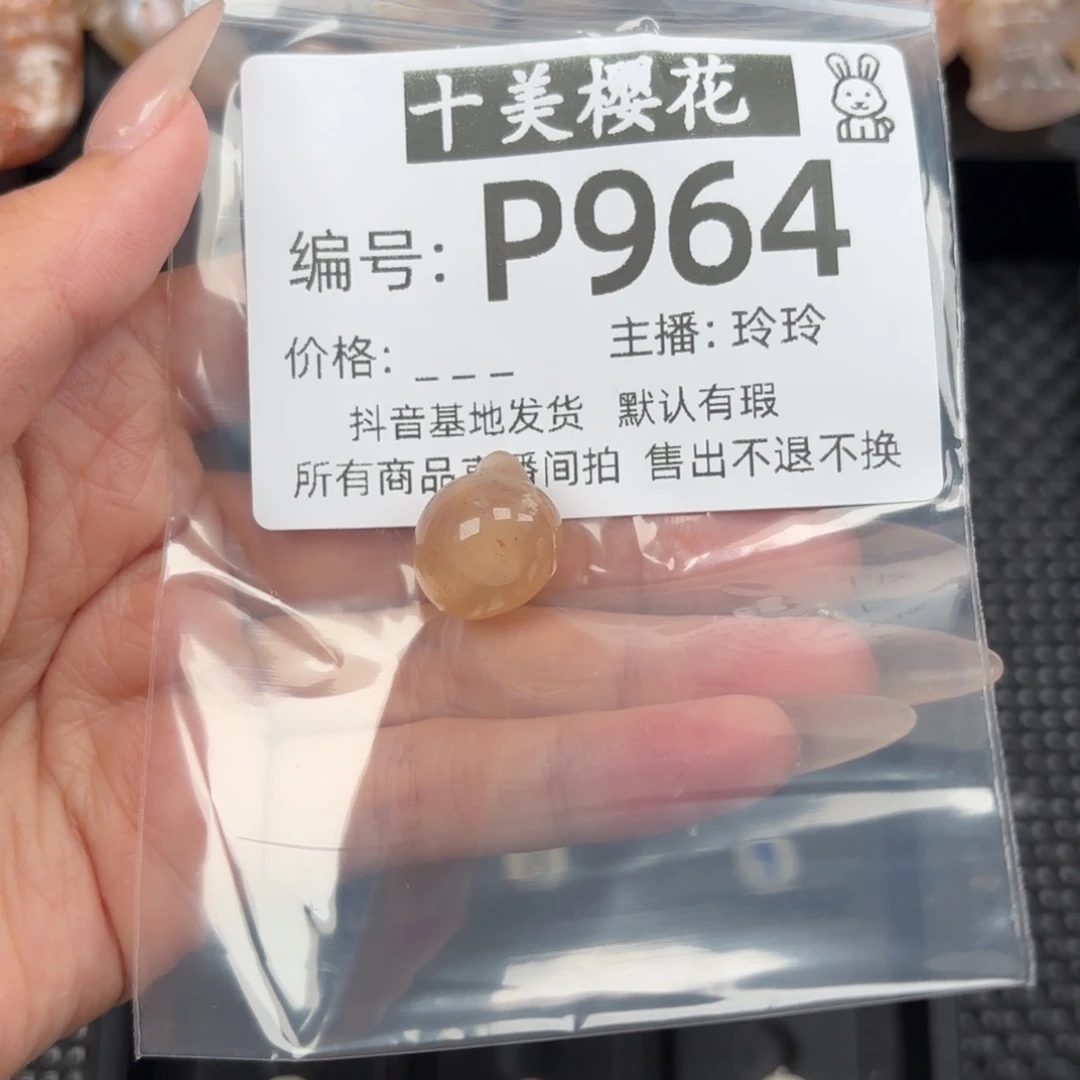 十美樱花
编号: P964
价格: _ _ _ 主播: 玲玲
抖音基地发货 默认有瑕
所有商品直播间拍 售出不退不换